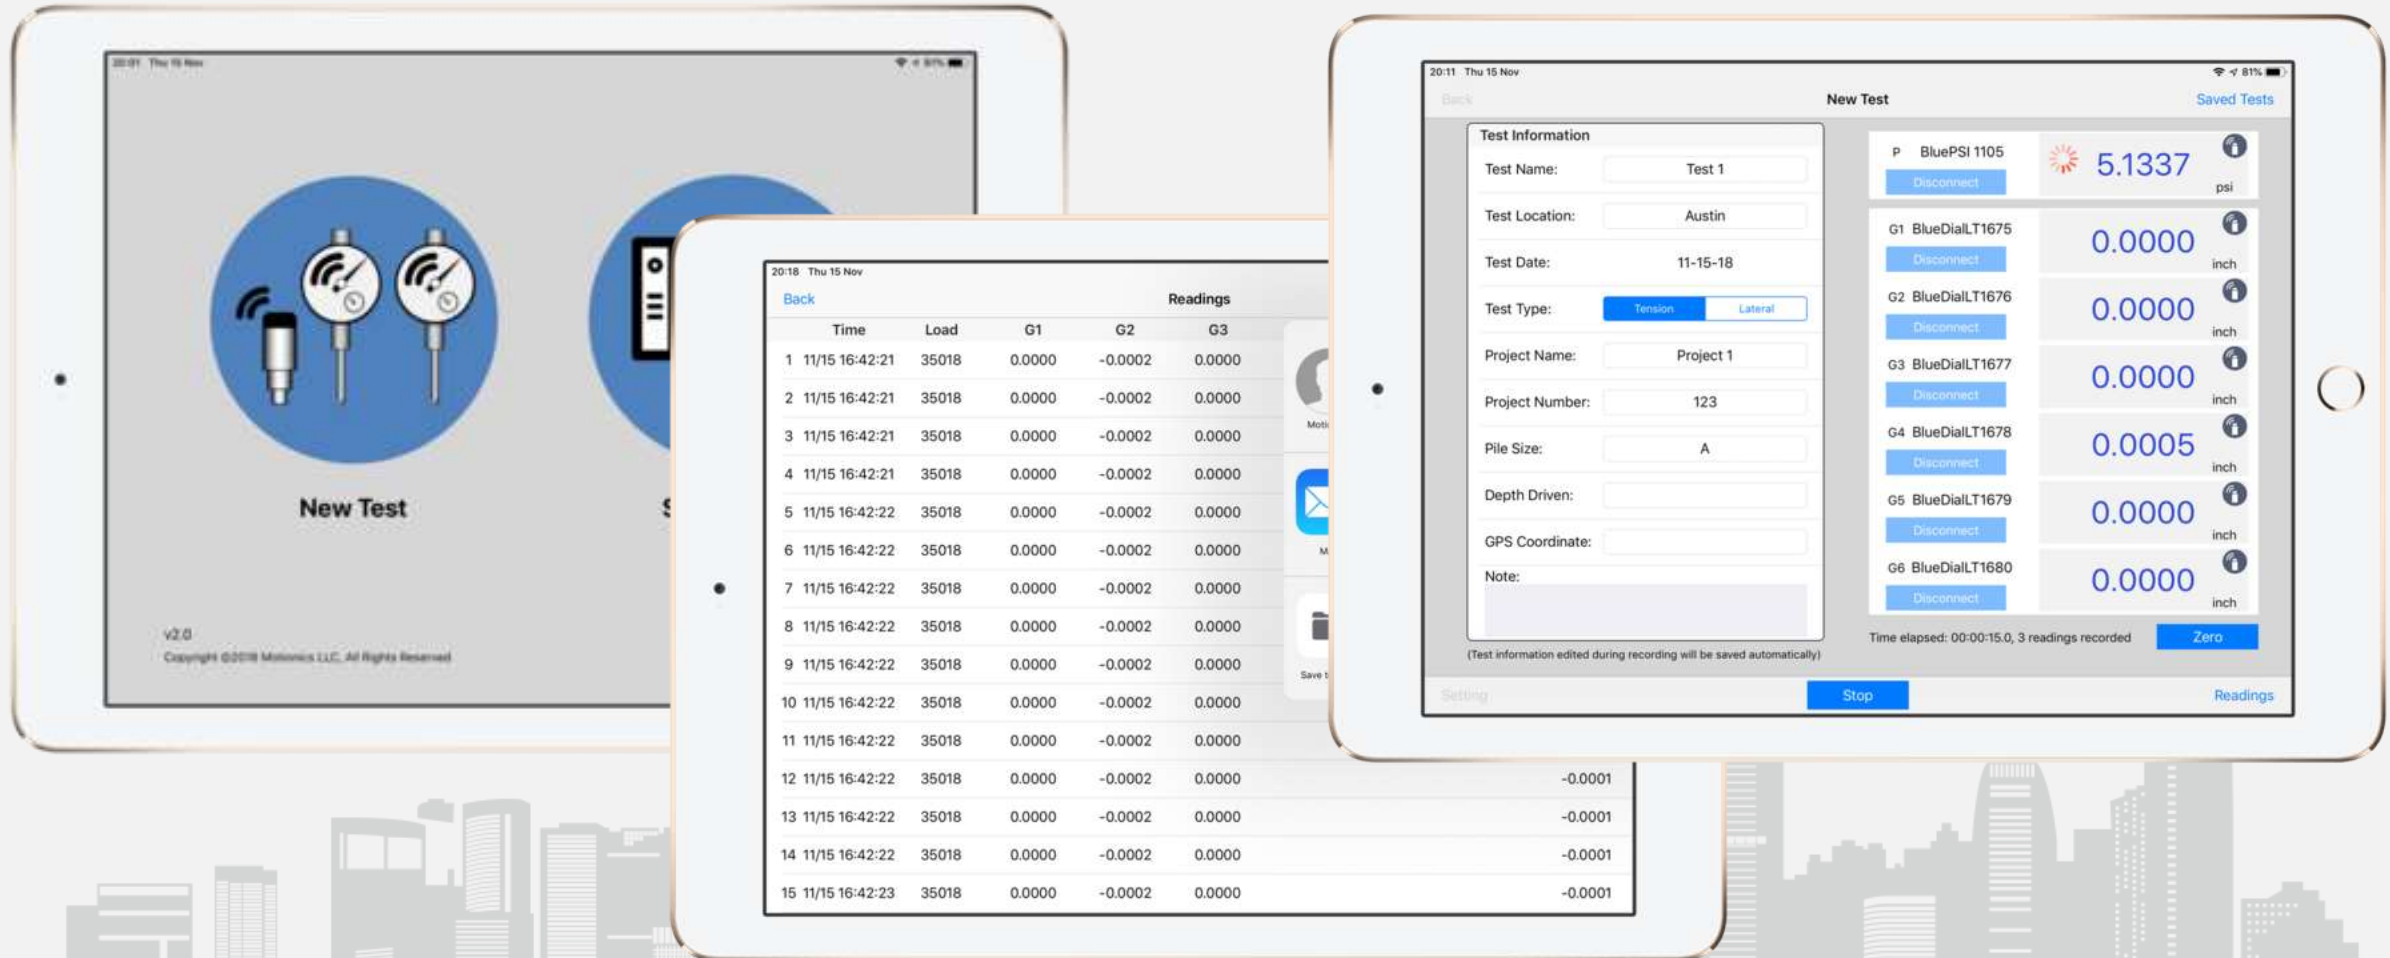 20:01 Thu 15 Nov
81%
New Test
v2.0
Copyright ©2018 Motionics LLC, All Rights Reserved
20:18 Thu 15 Nov
Back
Readings
Time Load G1 G2 G3
1 11/15 16:42:21 35018 0.0000 -0.0002 0.0000
2 11/15 16:42:21 35018 0.0000 -0.0002 0.0000
3 11/15 16:42:21 35018 0.0000 -0.0002 0.0000
4 11/15 16:42:21 35018 0.0000 -0.0002 0.0000
5 11/15 16:42:22 35018 0.0000 -0.0002 0.0000
6 11/15 16:42:22 35018 0.0000 -0.0002 0.0000
7 11/15 16:42:22 35018 0.0000 -0.0002 0.0000
8 11/15 16:42:22 35018 0.0000 -0.0002 0.0000
9 11/15 16:42:22 35018 0.0000 -0.0002 0.0000
10 11/15 16:42:22 35018 0.0000 -0.0002 0.0000
11 11/15 16:42:22 35018 0.0000 -0.0002 0.0000
12 11/15 16:42:22 35018 0.0000 -0.0002 0.0000 -0.0001
13 11/15 16:42:22 35018 0.0000 -0.0002 0.0000 -0.0001
14 11/15 16:42:22 35018 0.0000 -0.0002 0.0000 -0.0001
15 11/15 16:42:23 35018 0.0000 -0.0002 0.0000 -0.0001
Save
20:11 Thu 15 Nov
81%
Back
New Test
Saved Tests
Test Information
Test Name: Test 1
Test Location: Austin
Test Date: 11-15-18
Test Type: Tension Lateral
Project Name: Project 1
Project Number: 123
Pile Size: A
Depth Driven:
GPS Coordinate:
Note:
(Test information edited during recording will be saved automatically)
P BluePSI 1105
Disconnect
5.1337
psi
G1 BlueDialLT1675
Disconnect
0.0000
inch
G2 BlueDialLT1676
Disconnect
0.0000
inch
G3 BlueDialLT1677
Disconnect
0.0000
inch
G4 BlueDialLT1678
Disconnect
0.0005
inch
G5 BlueDialLT1679
Disconnect
0.0000
inch
G6 BlueDialLT1680
Disconnect
0.0000
inch
Time elapsed: 00:00:15.0, 3 readings recorded
Zero
Setting
Stop
Readings